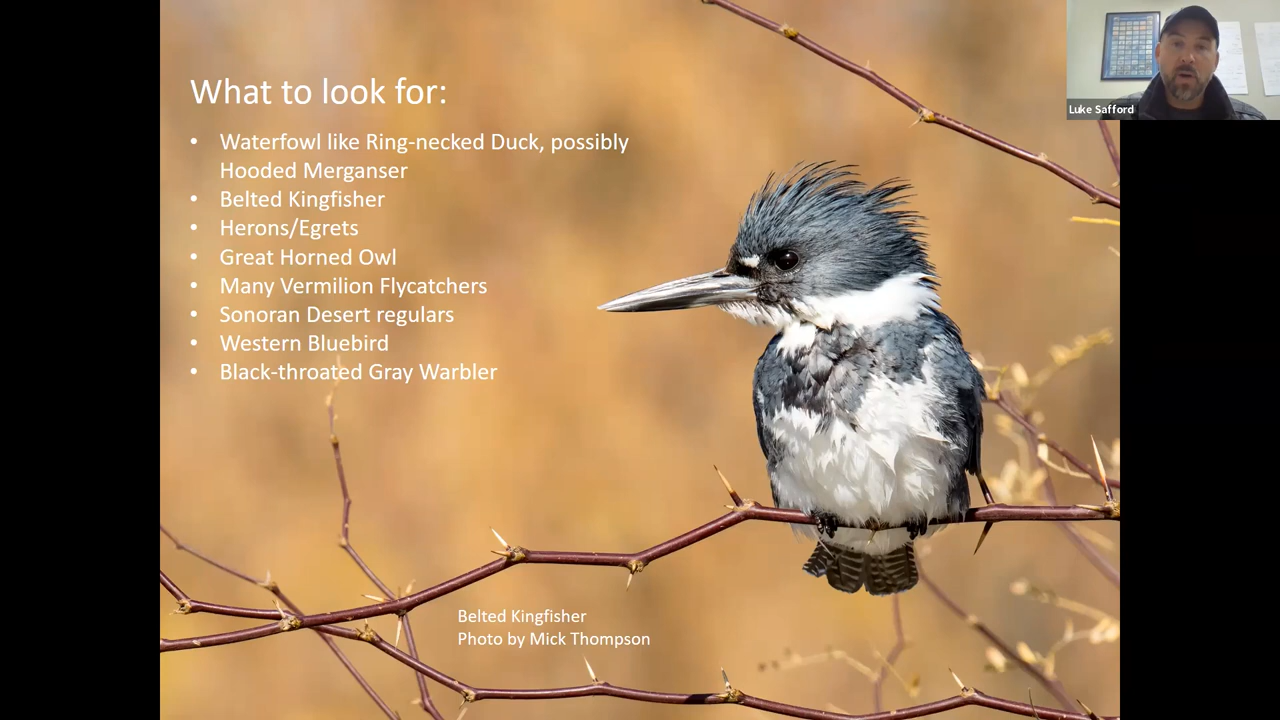 What to look for:
• Waterfowl like Ring-necked Duck, possibly
Hooded Merganser
• Belted Kingfisher
• Herons/Egrets
• Great Horned Owl
• Many Vermilion Flycatchers
• Sonoran Desert regulars
• Western Bluebird
• Black-throated Gray Warbler
Belted Kingfisher
Photo by Mick Thompson
Luke Safford